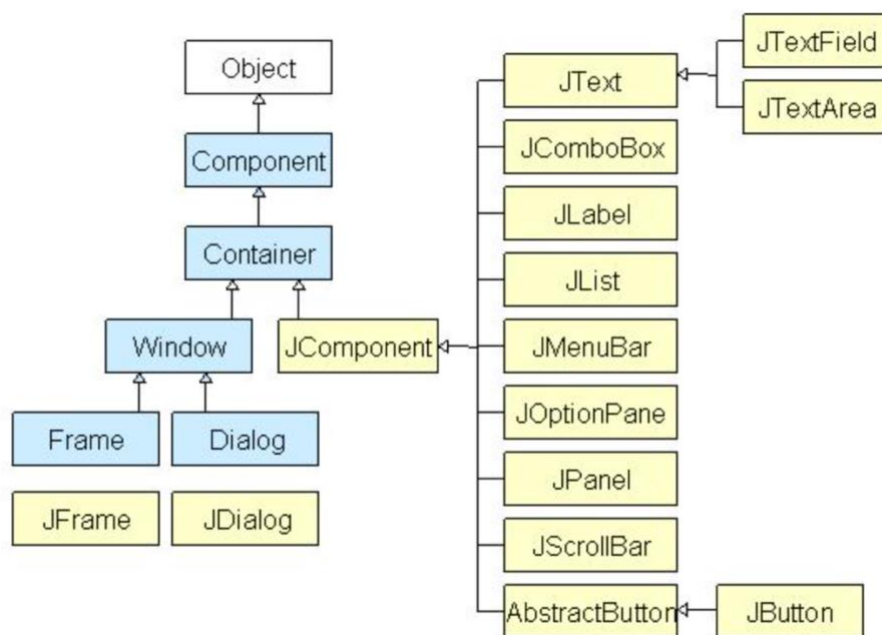 Object
Component
Container
Window
JComponent
Frame
Dialog
JFrame
JDialog
JText
JComboBox
JLabel
JList
JMenuBar
JOptionPane
JPanel
JScrollBar
AbstractButton
JTextField
JTextArea
JButton